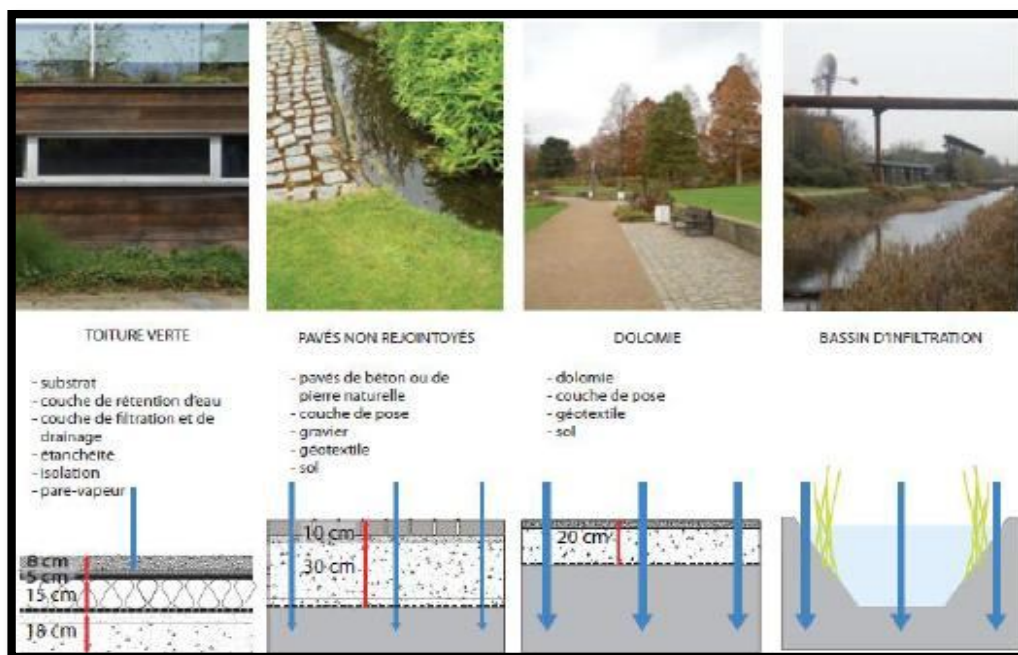 TOITURE VERTE
- substrat
- couche de rétention d'eau
- couche de filtration et de
drainage
- étanchéité
- isolation
- pare-vapeur
8 cm
5 cm
15 cm
18 cm
PAVÉS NON REJOINTOYÉS
- pavés de béton ou de
pierre naturelle
- couche de pose
- gravier
- géotextile
- sol
10 cm
30 cm
DOLOMIE
- dolomie
- couche de pose
- géotextile
- sol
20 cm
BASSIN D'INFILTRATION